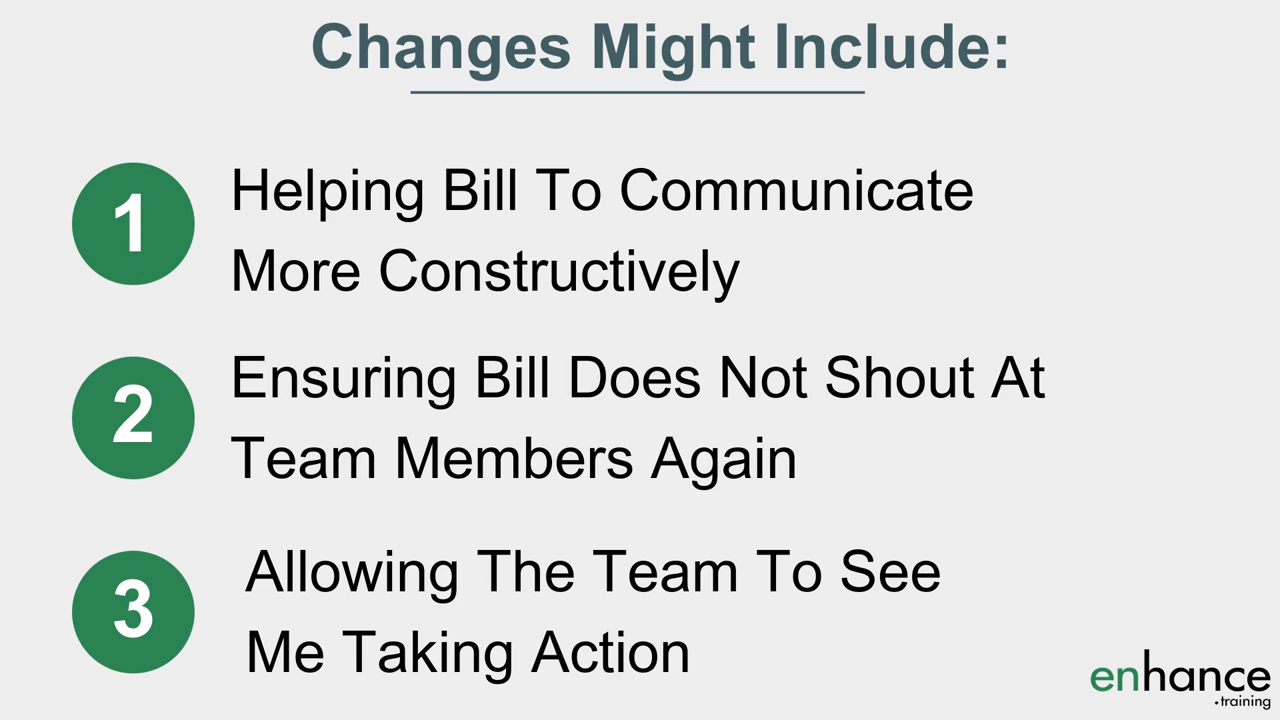 Changes Might Include:
1
Helping Bill To Communicate
More Constructively
2
Ensuring Bill Does Not Shout At
Team Members Again
3
Allowing The Team To See
Me Taking Action
enhance
.training